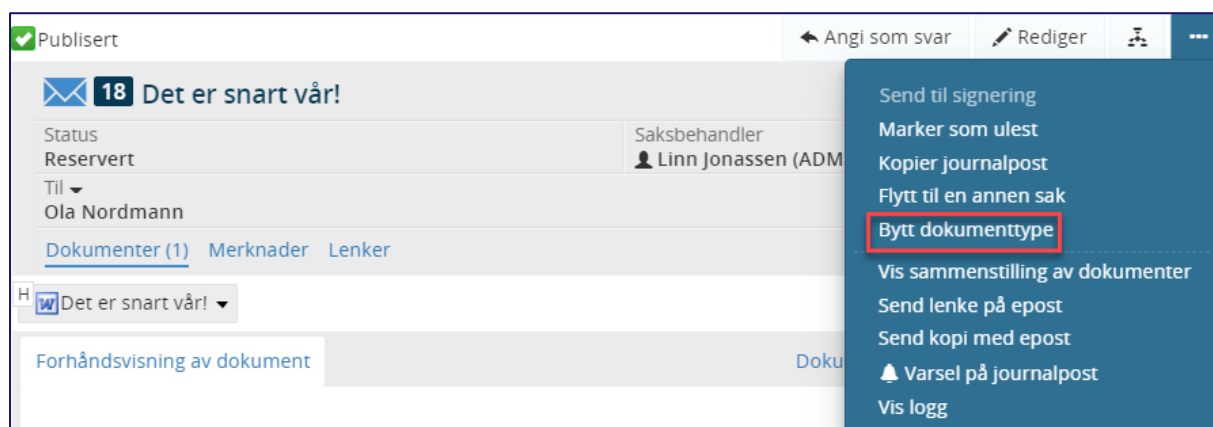 Publisert
Angi som svar
Rediger
18 Det er snart vår!
Status
Reservert
Saksbehandler
Linn Jonassen (ADM
Til
Ola Nordmann
Dokumenter (1) Merknader Lenker
H
Det er snart vår!
Forhåndsvisning av dokument
Doku
Send til signering
Marker som ulest
Kopier journalpost
Flytt til en annen sak
Bytt dokumenttype
Vis sammenstilling av dokumenter
Send lenke på epost
Send kopi med epost
Varsel på journalpost
Vis logg